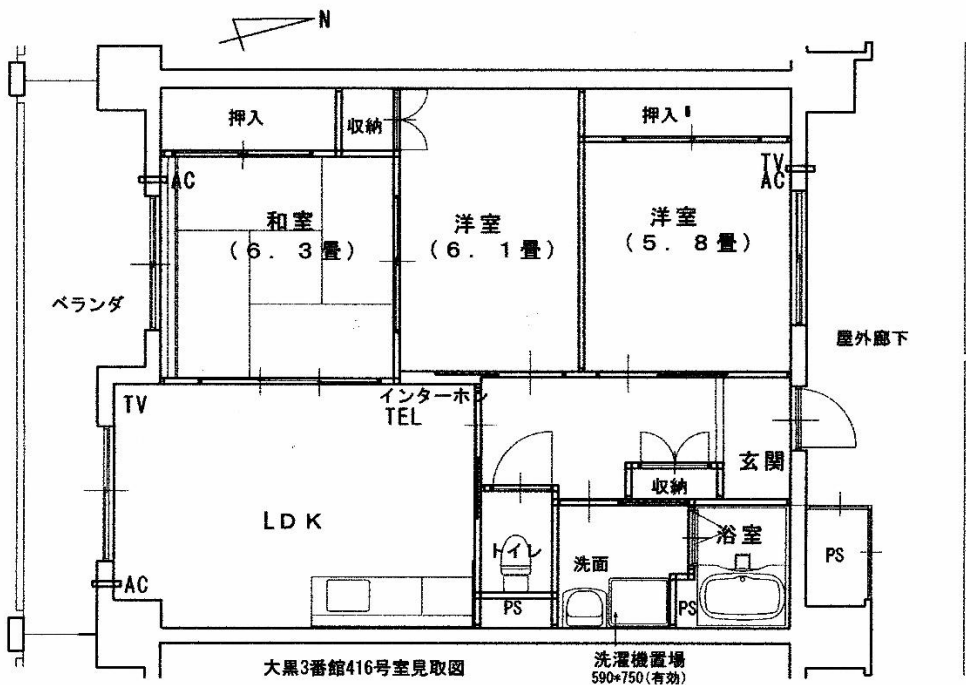 N
押入
収納
押入
AC
TV
AC
和室
(6.3畳)
洋室
(6.1畳)
洋室
(5.8畳)
ベランダ
屋外廊下
TV
インターホン
TEL
玄関
収納
LDK
トイレ
洗面
浴室
PS
AC
PS
PS
大黒3番館416号室見取図
洗濯機置場
590*750(有効)